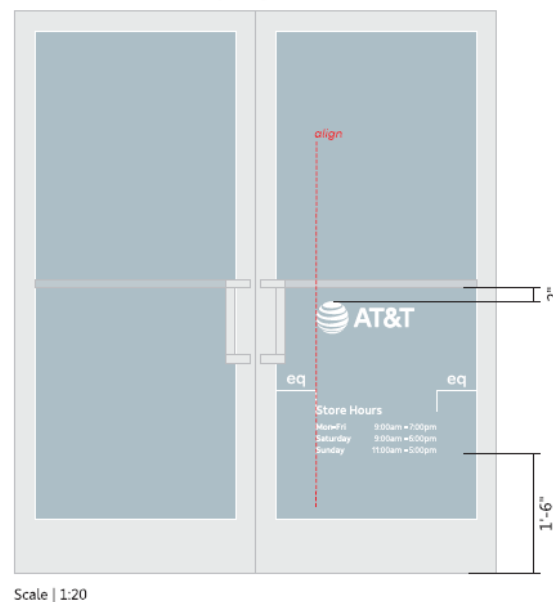 align
2"
AT&T
eq eq
Store Hours
Mon-Fri 9:00am - 7:00pm
Saturday 9:00am - 6:00pm
Sunday 11:00am - 5:00pm
1'-6"
Scale | 1:20